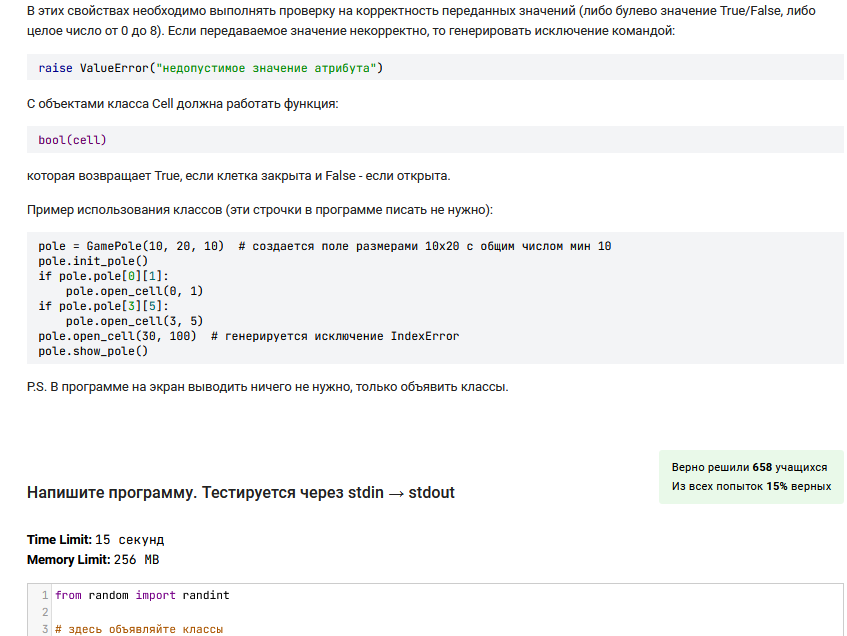 В этих свойствах необходимо выполнять проверку на корректность переданных значений (либо булево значение True/False, либо
целое число от 0 до 8). Если передаваемое значение некорректно, то генерировать исключение командой:
raise ValueError("недопустимое значение атрибута")
С объектами класса Cell должна работать функция:
bool(cell)
которая возвращает True, если клетка закрыта и False - если открыта.
Пример использования классов (эти строчки в программе писать не нужно):
pole = GamePole(10, 20, 10)  # создается поле размерами 10x20 с общим числом мин 10
pole.init_pole()
if pole.pole[0][1]:
    pole.open_cell(0, 1)
if pole.pole[3][5]:
    pole.open_cell(3, 5)
pole.open_cell(30, 100)  # генерируется исключение IndexError
pole.show_pole()
P.S. В программе на экран выводить ничего не нужно, только объявить классы.
Верно решили 658 учащихся
Из всех попыток 15% верных
Напишите программу. Тестируется через stdin → stdout
Time Limit: 15 секунд
Memory Limit: 256 MB
1 from random import randint
2
3 # здесь объявляйте классы